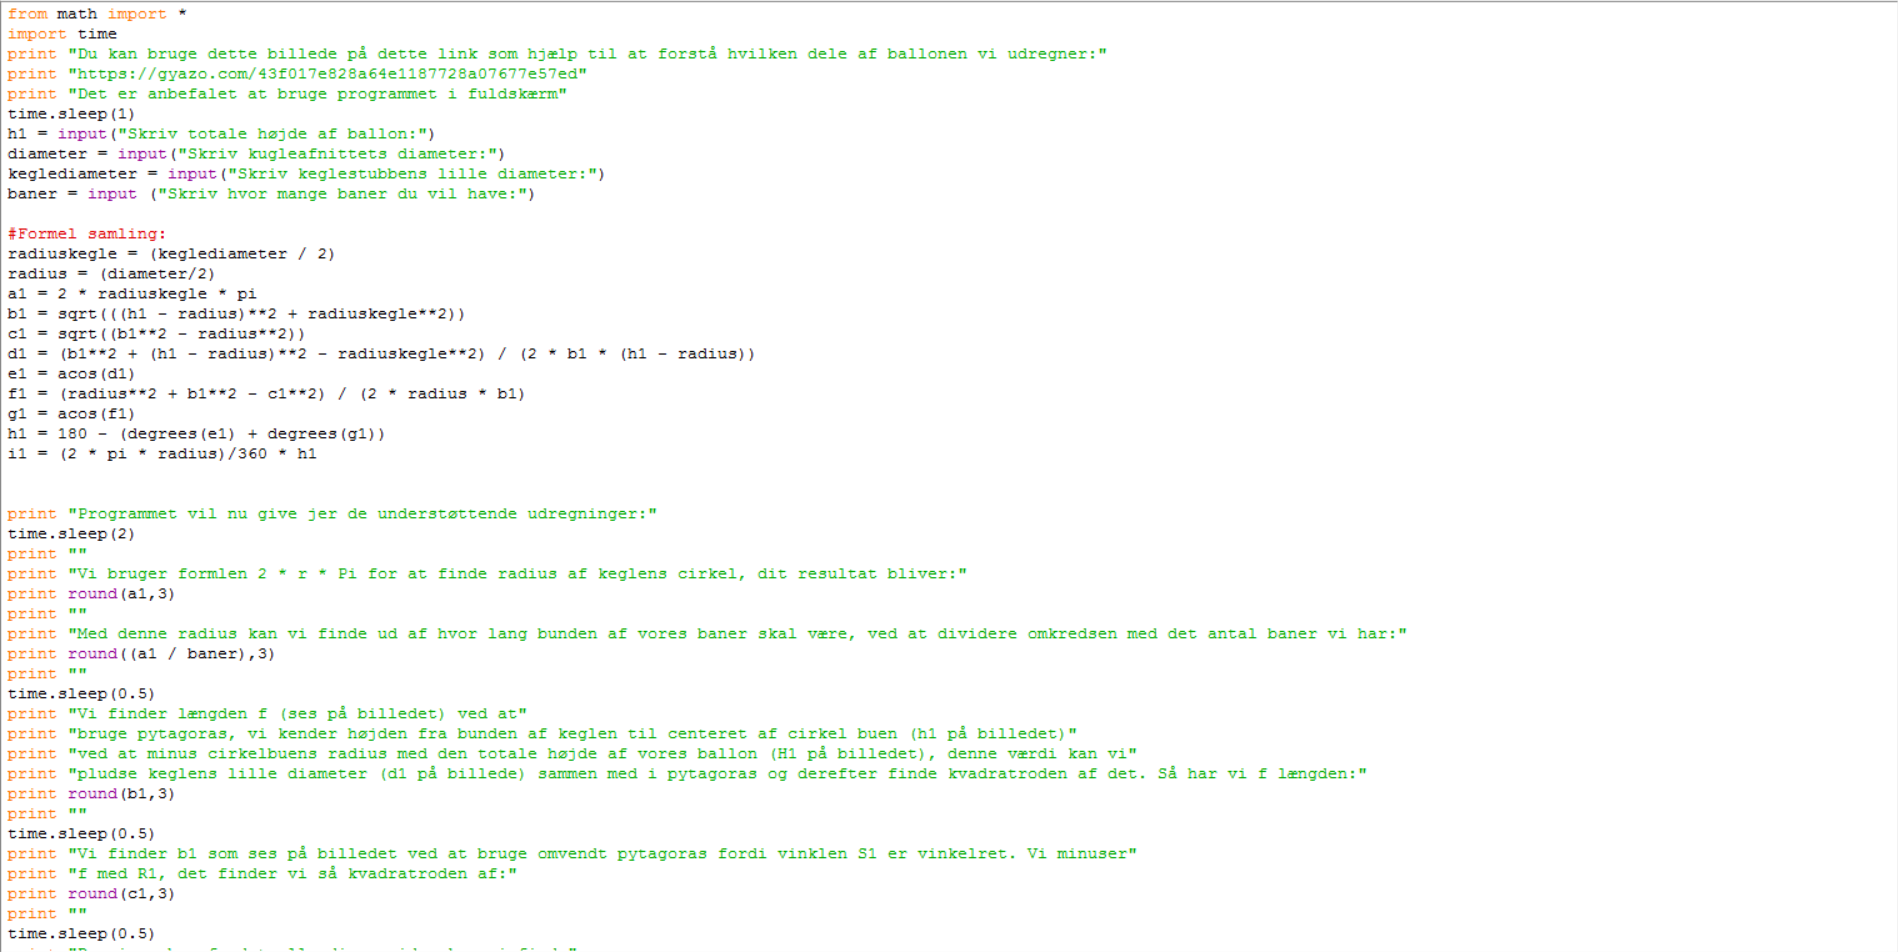 from math import *
import time
print "Du kan bruge dette billede på dette link som hjælp til at forstå hvilken dele af ballonen vi udregner:"
print "https://gyazo.com/43f017e828a64e1187728a07677e57ed"
print "Det er anbefalet at bruge programmet i fuldskærm"
time.sleep(1)
h1 = input("Skriv totale højde af ballon:")
diameter = input("Skriv kugleafnittets diameter:")
keglediameter = input("Skriv keglestubbens lille diameter:")
baner = input ("Skriv hvor mange baner du vil have:")
#Formel samling:
radiuskegle = (keglediameter / 2)
radius = (diameter/2)
a1 = 2 * radiuskegle * pi
b1 = sqrt(((h1 - radius)**2 + radiuskegle**2))
c1 = sqrt((b1**2 - radius**2))
d1 = (b1**2 + (h1 - radius)**2 - radiuskegle**2) / (2 * b1 * (h1 - radius))
e1 = acos(d1)
f1 = (radius**2 + b1**2 - c1**2) / (2 * radius * b1)
g1 = acos(f1)
h1 = 180 - (degrees(e1) + degrees(g1))
i1 = (2 * pi * radius)/360 * h1
print "Programmet vil nu give jer de understøttende udregninger:"
time.sleep(2)
print ""
print "Vi bruger formlen 2 * r * Pi for at finde radius af keglens cirkel, dit resultat bliver:"
print round(a1,3)
print ""
print "Med denne radius kan vi finde ud af hvor lang bunden af vores baner skal være, ved at dividere omkredsen med det antal baner vi har:"
print round((a1 / baner),3)
print ""
time.sleep(0.5)
print "Vi finder længden f (ses på billedet) ved at"
print "bruge pytagoras, vi kender højden fra bunden af keglen til centeret af cirkel buen (h1 på billedet)"
print "ved at minus cirkelbuens radius med den totale højde af vores ballon (H1 på billedet), denne værdi kan vi"
print "pludse keglens lille diameter (d1 på billede) sammen med i pytagoras og derefter finde kvadratroden af det. Så har vi f længden:"
print round(b1,3)
print ""
time.sleep(0.5)
print "Vi finder b1 som ses på billedet ved at bruge omvendt pytagoras fordi vinklen S1 er vinkelret. Vi minuser"
print "f med R1, det finder vi så kvadratroden af:"
print round(c1,3)
print ""
time.sleep(0.5)